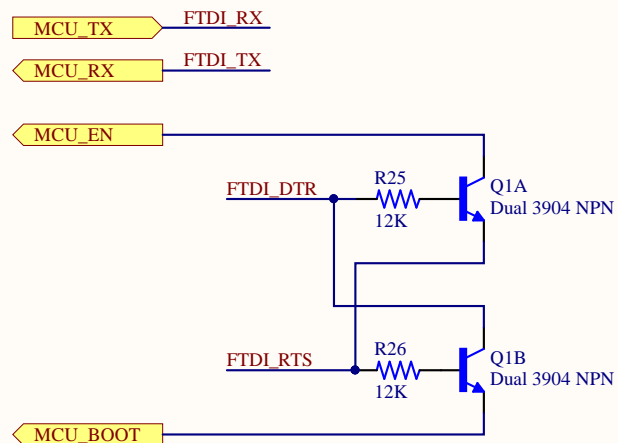 MCU_TX FTDI_RX
MCU_RX FTDI_TX
MCU_EN
FTDI_DTR
R25
12K
Q1A
Dual 3904 NPN
FTDI_RTS
R26
12K
Q1B
Dual 3904 NPN
MCU_BOOT